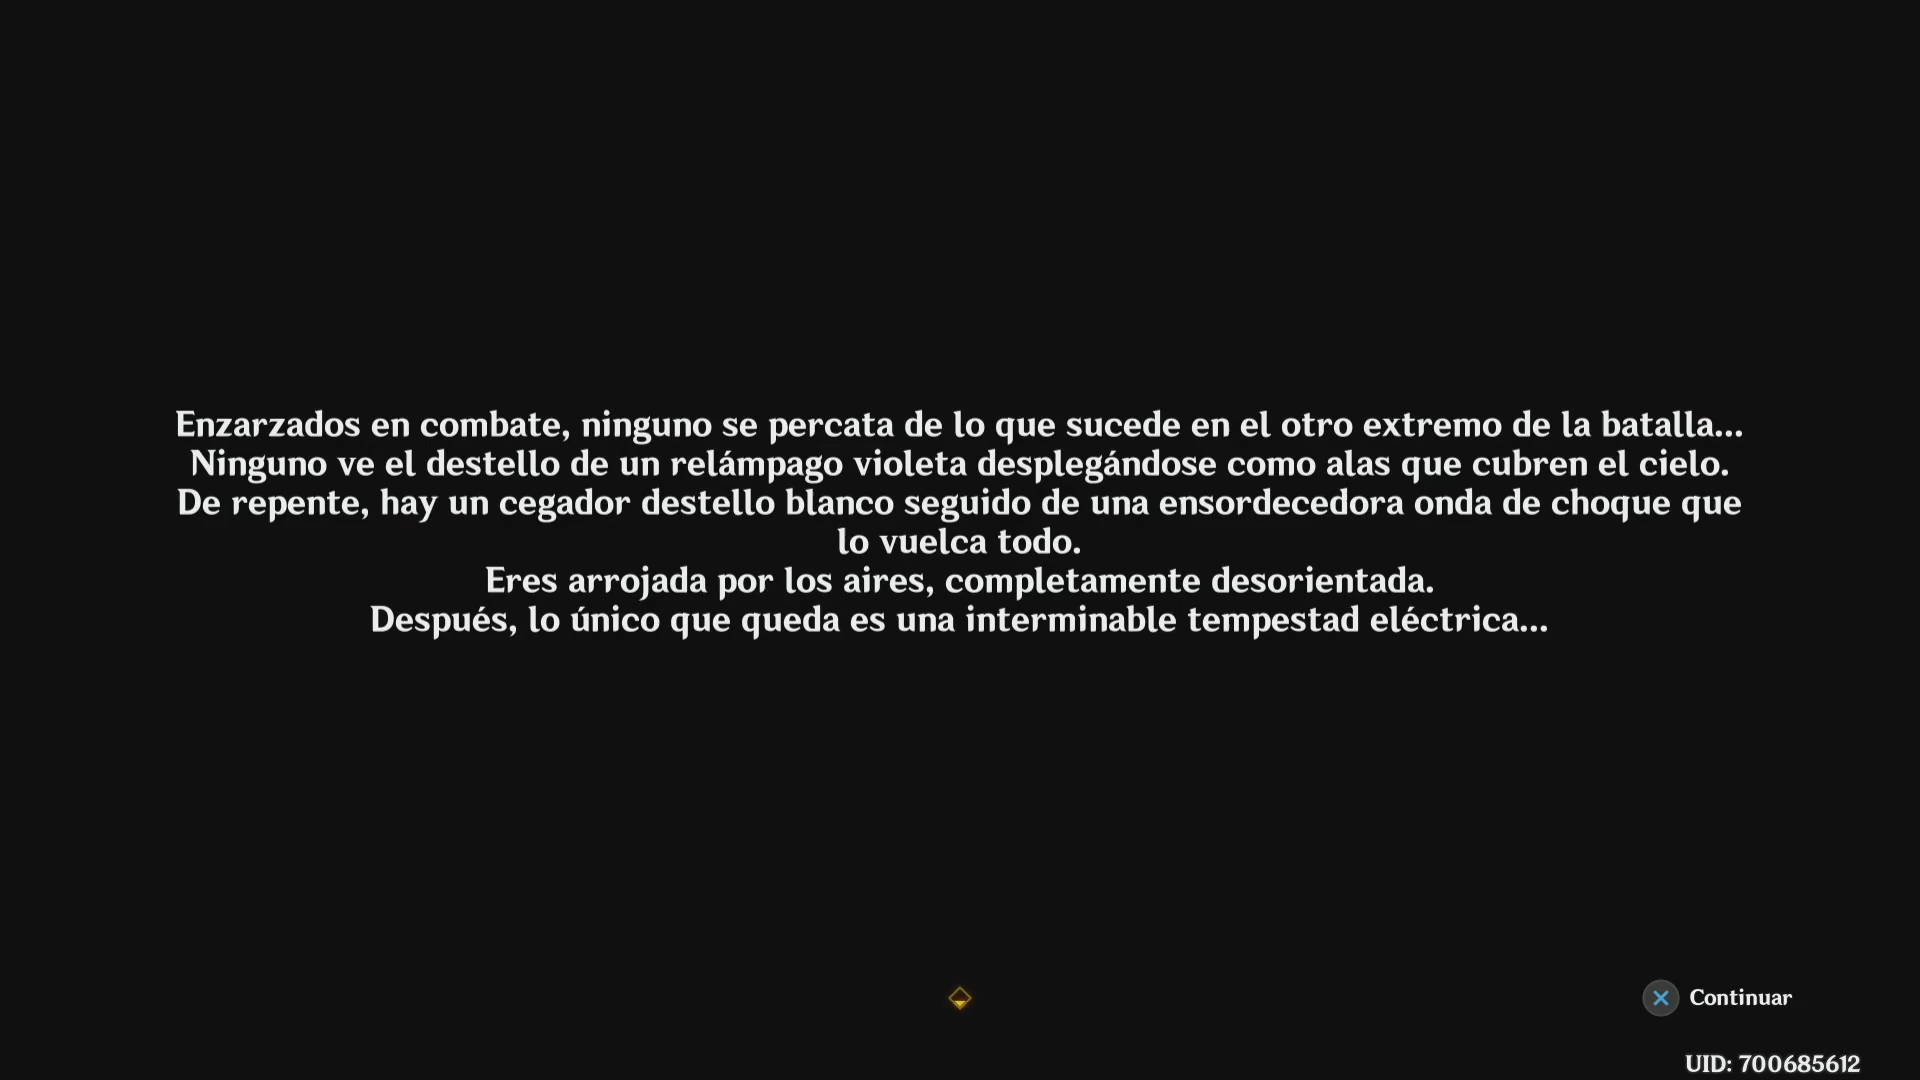 Enzarzados en combate, ninguno se percata de lo que sucede en el otro extremo de la batalla...
Ninguno ve el destello de un relámpago violeta desplegándose como alas que cubren el cielo.
De repente, hay un cegador destello blanco seguido de una ensordecedora onda de choque que
lo vuelca todo.
Eres arrojada por los aires, completamente desorientada.
Después, lo único que queda es una interminable tempestad eléctrica...
Continuar
UID: 700685612